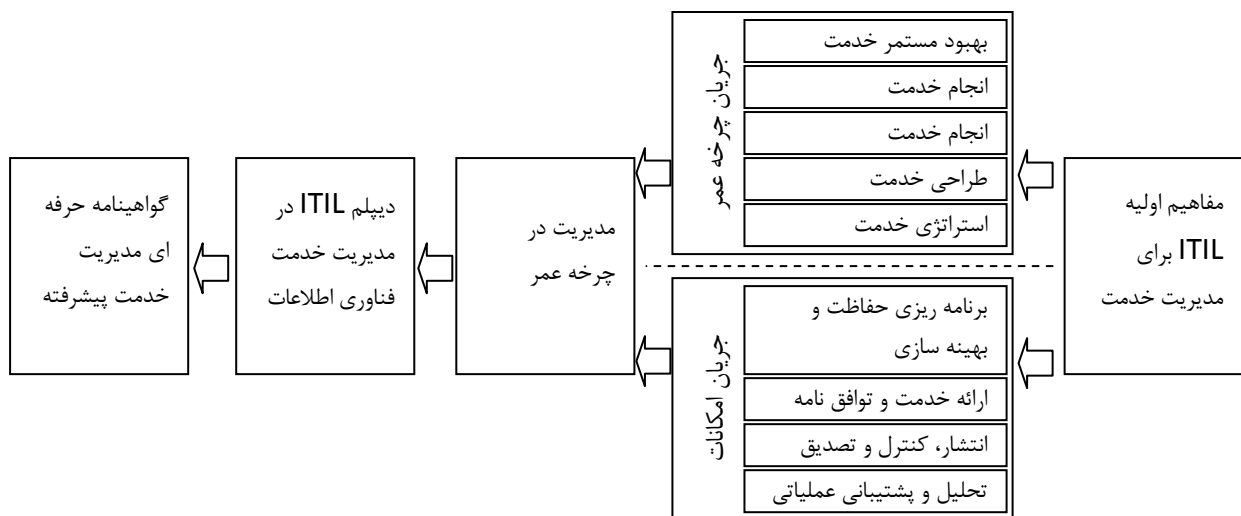 مفاهیم اولیه
ITIL برای
مدیریت خدمت
جریان چرخه عمر
بهبود مستمر خدمت
انجام خدمت
انجام خدمت
طراحی خدمت
استراتژی خدمت
جریان امکانات
برنامه ریزی حفاظت و
بهینه سازی
ارائه خدمت و توافق نامه
انتشار، کنترل و تصدیق
تحلیل و پشتیبانی عملیاتی
مدیریت در
چرخه عمر
دیپلم ITIL در
مدیریت خدمت
فناوری اطلاعات
گواهینامه حرفه
ای مدیریت
خدمت پیشرفته